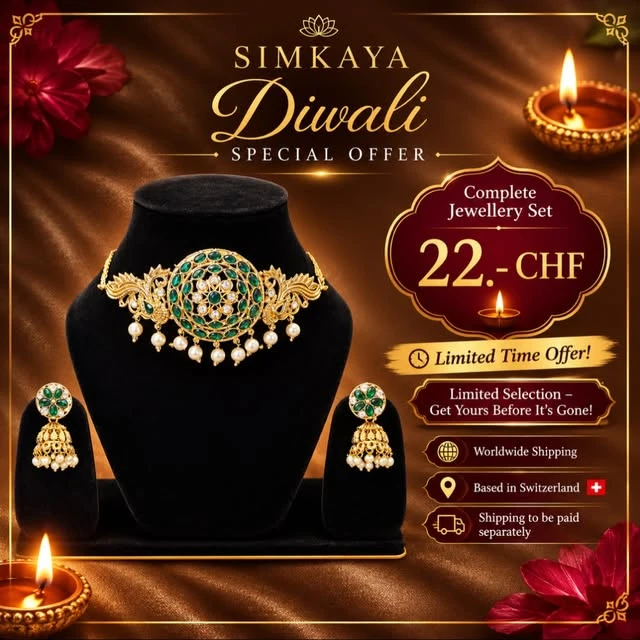 SIMKAYA
Diwali
SPECIAL OFFER
Complete
Jewellery Set
22.- CHF
Limited Time Offer!
Limited Selection –
Get Yours Before It's Gone!
Worldwide Shipping
Based in Switzerland
Shipping to be paid
separately